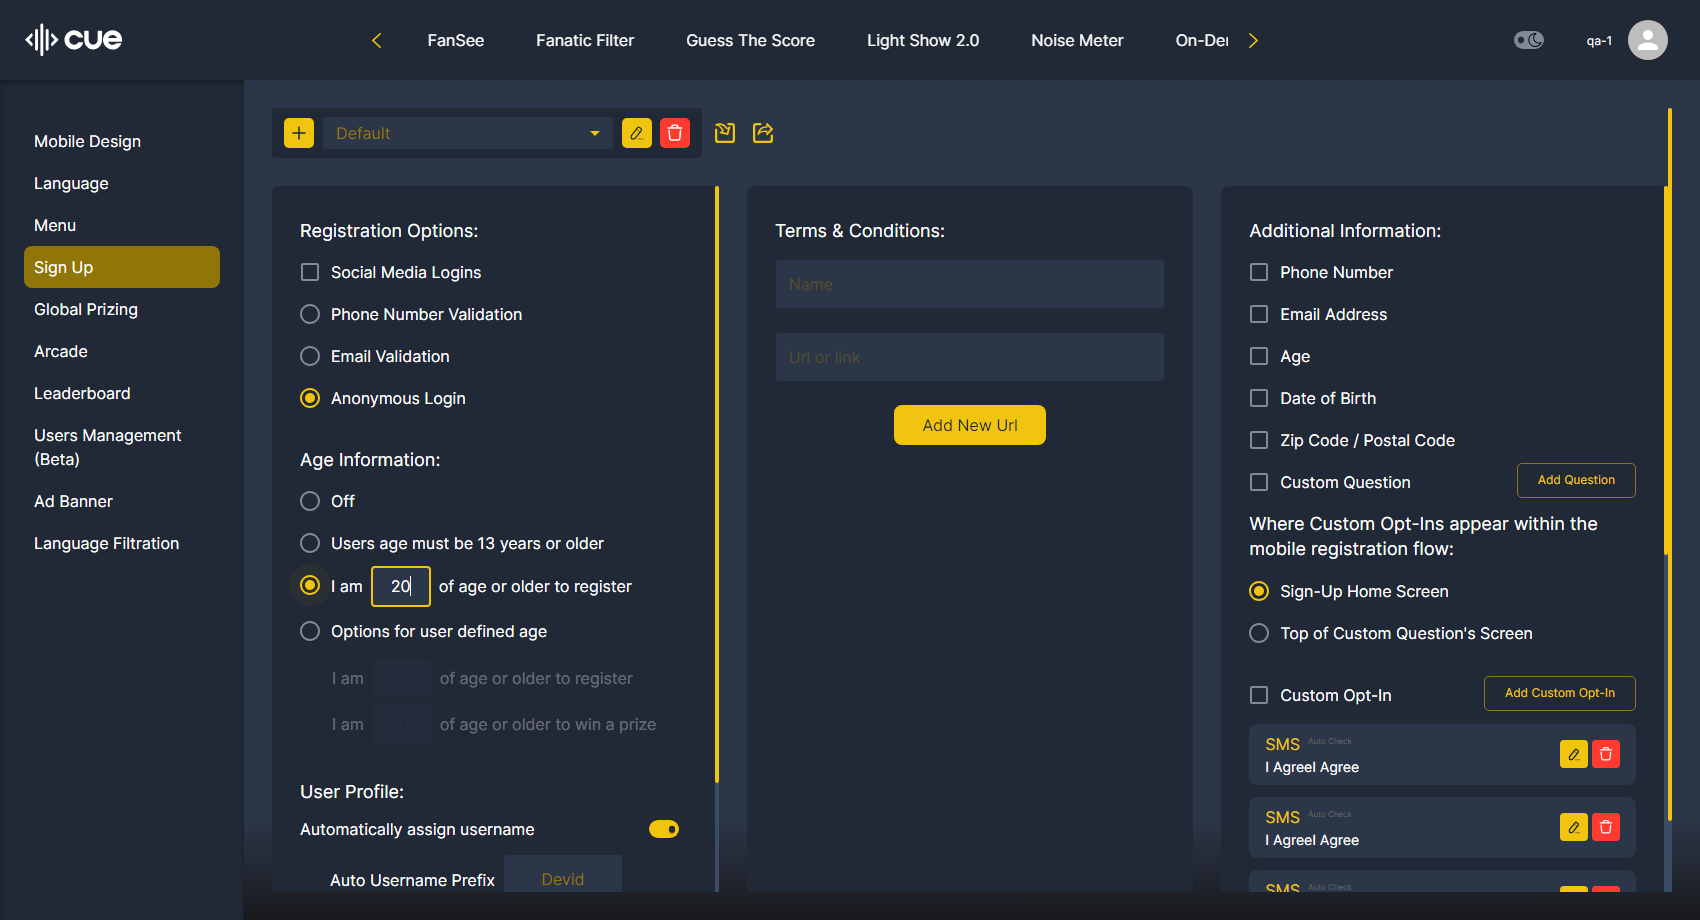 cue
FanSee
Fanatic Filter
Guess The Score
Light Show 2.0
Noise Meter
On-Der
qa-1
Mobile Design
Language
Menu
Sign Up
Global Prizing
Arcade
Leaderboard
Users Management
(Beta)
Ad Banner
Language Filtration
Default
Registration Options:
Social Media Logins
Phone Number Validation
Email Validation
Anonymous Login
Age Information:
Off
Users age must be 13 years or older
I am 20 of age or older to register
Options for user defined age
I am 20 of age or older to register
I am of age or older to win a prize
User Profile:
Automatically assign username
Auto Username Prefix Devid
Terms & Conditions:
Name
Url or link
Add New Url
Additional Information:
Phone Number
Email Address
Age
Date of Birth
Zip Code / Postal Code
Custom Question
Add Question
Where Custom Opt-Ins appear within the
mobile registration flow:
Sign-Up Home Screen
Top of Custom Question's Screen
Custom Opt-In
Add Custom Opt-In
SMS Auto Check
I AgreeI Agree
SMS Auto Check
I AgreeI Agree
SMS Auto Check